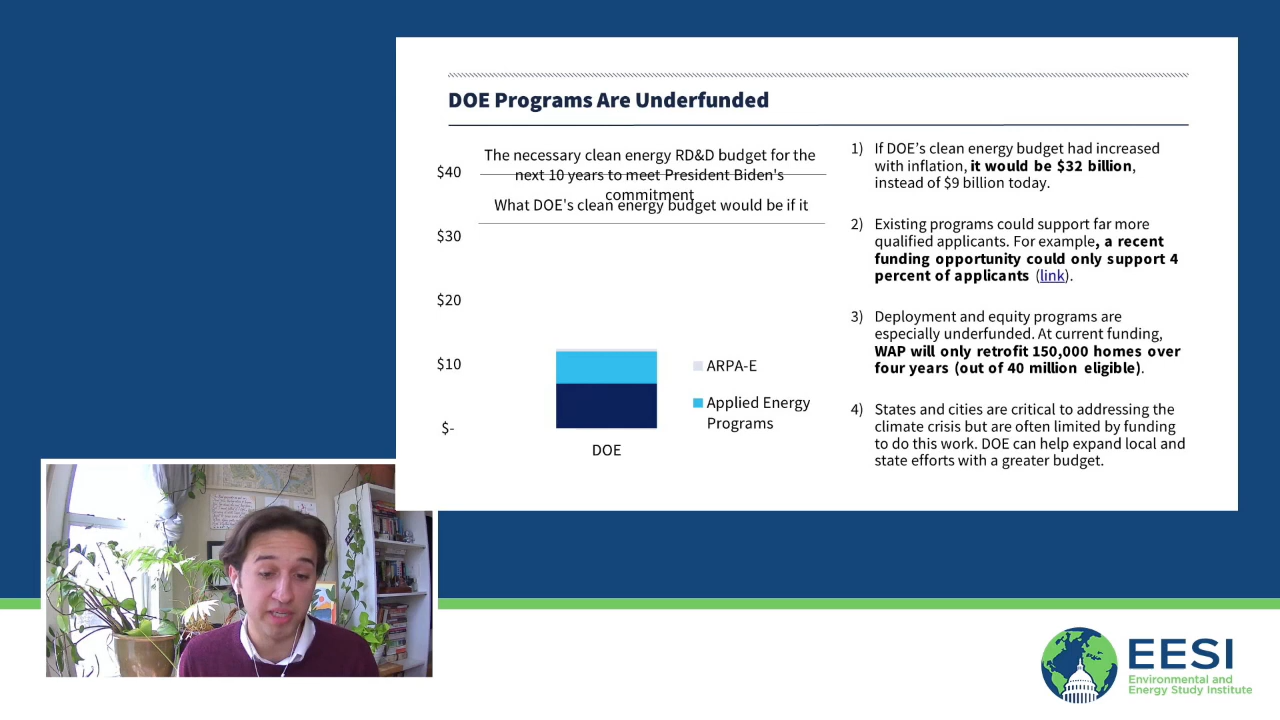 DOE Programs Are Underfunded
The necessary clean energy RD&D budget for the
next 10 years to meet President Biden's
commitment
What DOE's clean energy budget would be if it
$40
$30
$20
$10
$-
DOE
ARPA-E
Applied Energy
Programs
1) If DOE’s clean energy budget had increased
with inflation, it would be $32 billion,
instead of $9 billion today.
2) Existing programs could support far more
qualified applicants. For example, a recent
funding opportunity could only support 4
percent of applicants (link).
3) Deployment and equity programs are
especially underfunded. At current funding,
WAP will only retrofit 150,000 homes over
four years (out of 40 million eligible).
4) States and cities are critical to addressing the
climate crisis but are often limited by funding
to do this work. DOE can help expand local and
state efforts with a greater budget.
EESI
Environmental and
Energy Study Institute